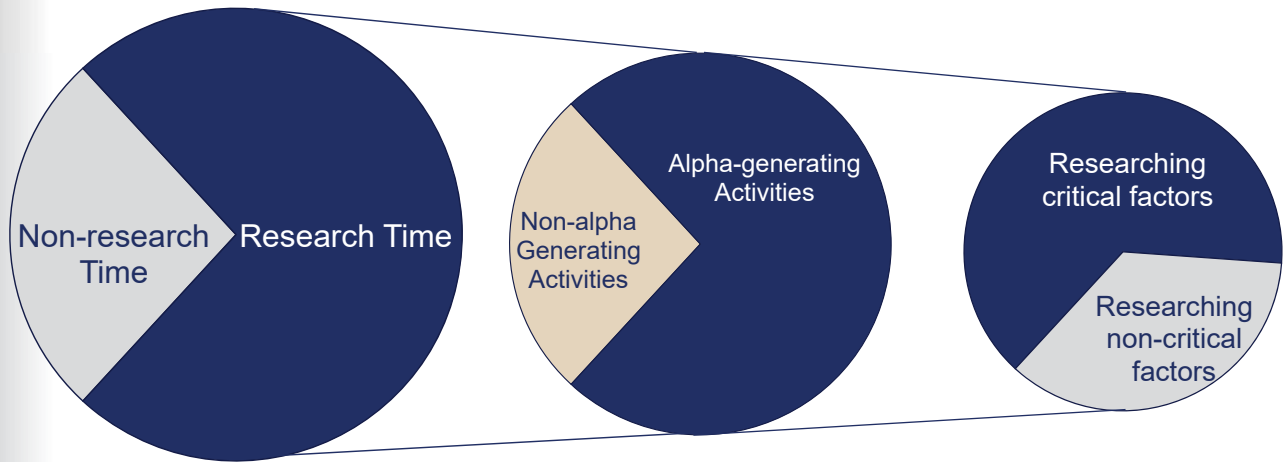 Non-research
Time
Research Time
Non-alpha
Generating
Activities
Alpha-generating
Activities
Researching
critical factors
Researching
non-critical
factors